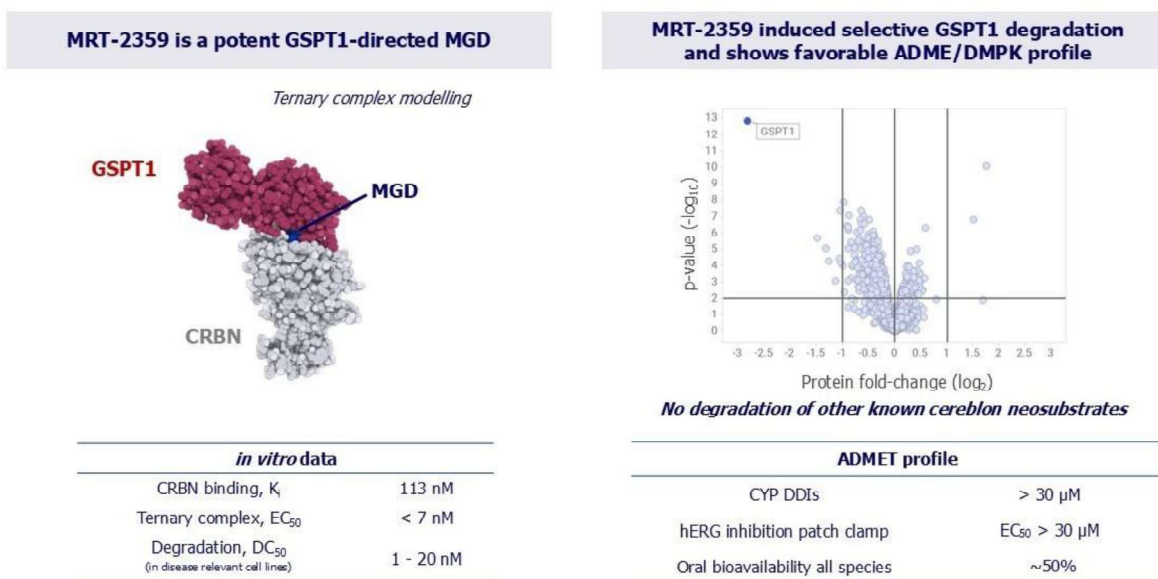 MRT-2359 is a potent GSPT1-directed MGD
Ternary complex modelling
GSPT1
MGD
CRBN
in vitro data
CRBN binding, Ki 113 nM
Ternary complex, EC50 < 7 nM
Degradation, DC50
(in disease relevant cell lines) 1 - 20 nM
MRT-2359 induced selective GSPT1 degradation
and shows favorable ADME/DMPK profile
13
12
11
10
9
8
7
6
5
4
3
2
1
0
GSPT1
p-value (-log10)
-3 -2.5 -2 -1.5 -1 -0.5 0 0.5 1 1.5 2 2.5 3
Protein fold-change (log2)
No degradation of other known cereblon neosubstrates
ADMET profile
CYP DDIs > 30 µM
hERG inhibition patch clamp EC50 > 30 µM
Oral bioavailability all species ~50%